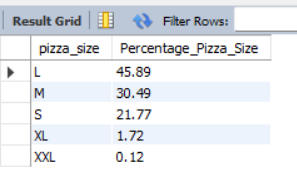 Result Grid Filter Rows:
pizza_size Percentage_Pizza_Size
L 45.89
M 30.49
S 21.77
XL 1.72
XXL 0.12